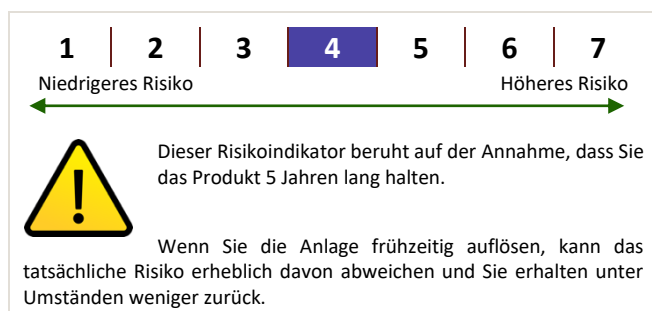 1 2 3 4 5 6 7
Niedrigeres Risiko Höheres Risiko
Dieser Risikoindikator beruht auf der Annahme, dass Sie
das Produkt 5 Jahren lang halten.
Wenn Sie die Anlage frühzeitig auflösen, kann das
tatsächliche Risiko erheblich davon abweichen und Sie erhalten unter
Umständen weniger zurück.